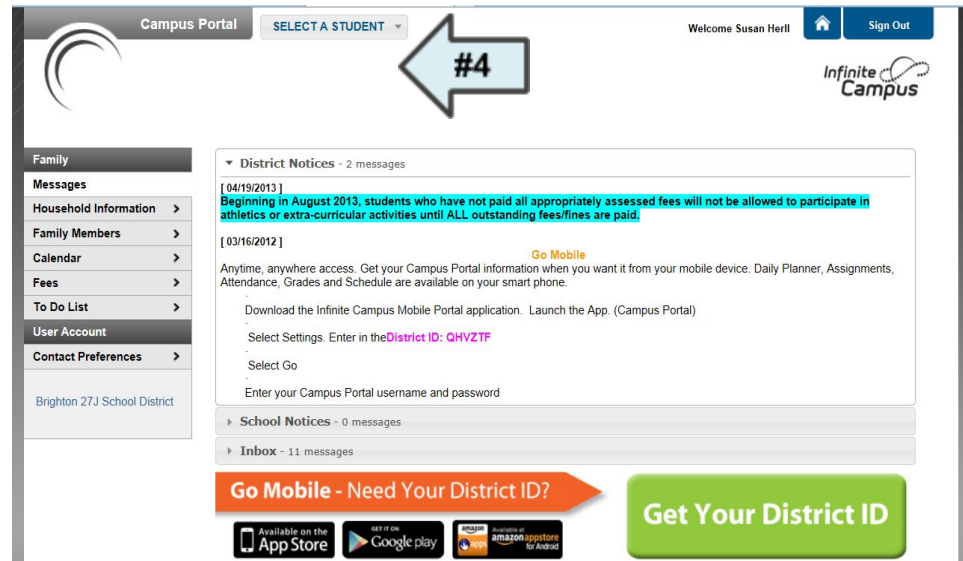 Campus Portal
SELECT A STUDENT
Welcome Susan Herll
Sign Out
#4
Infinite
Campus
Family
Messages
Household Information >
Family Members >
Calendar >
Fees >
To Do List >
User Account
Contact Preferences >
Brighton 27J School District
District Notices - 2 messages
[ 04/19/2013 ]
Beginning in August 2013, students who have not paid all appropriately assessed fees will not be allowed to participate in
athletics or extra-curricular activities until ALL outstanding fees/fines are paid.
[ 03/16/2012 ]
Go Mobile
Anytime, anywhere access. Get your Campus Portal information when you want it from your mobile device. Daily Planner, Assignments,
Attendance, Grades and Schedule are available on your smart phone.
·
Download the Infinite Campus Mobile Portal application. Launch the App. (Campus Portal)
·
Select Settings. Enter in theDistrict ID: QHVZTF
·
Select Go
·
Enter your Campus Portal username and password
School Notices - 0 messages
Inbox - 11 messages
Go Mobile - Need Your District ID?
Get Your District ID
Available on the
App Store
GET IT ON
Google play
amazon
apps
Available at
amazon appstore
for Android